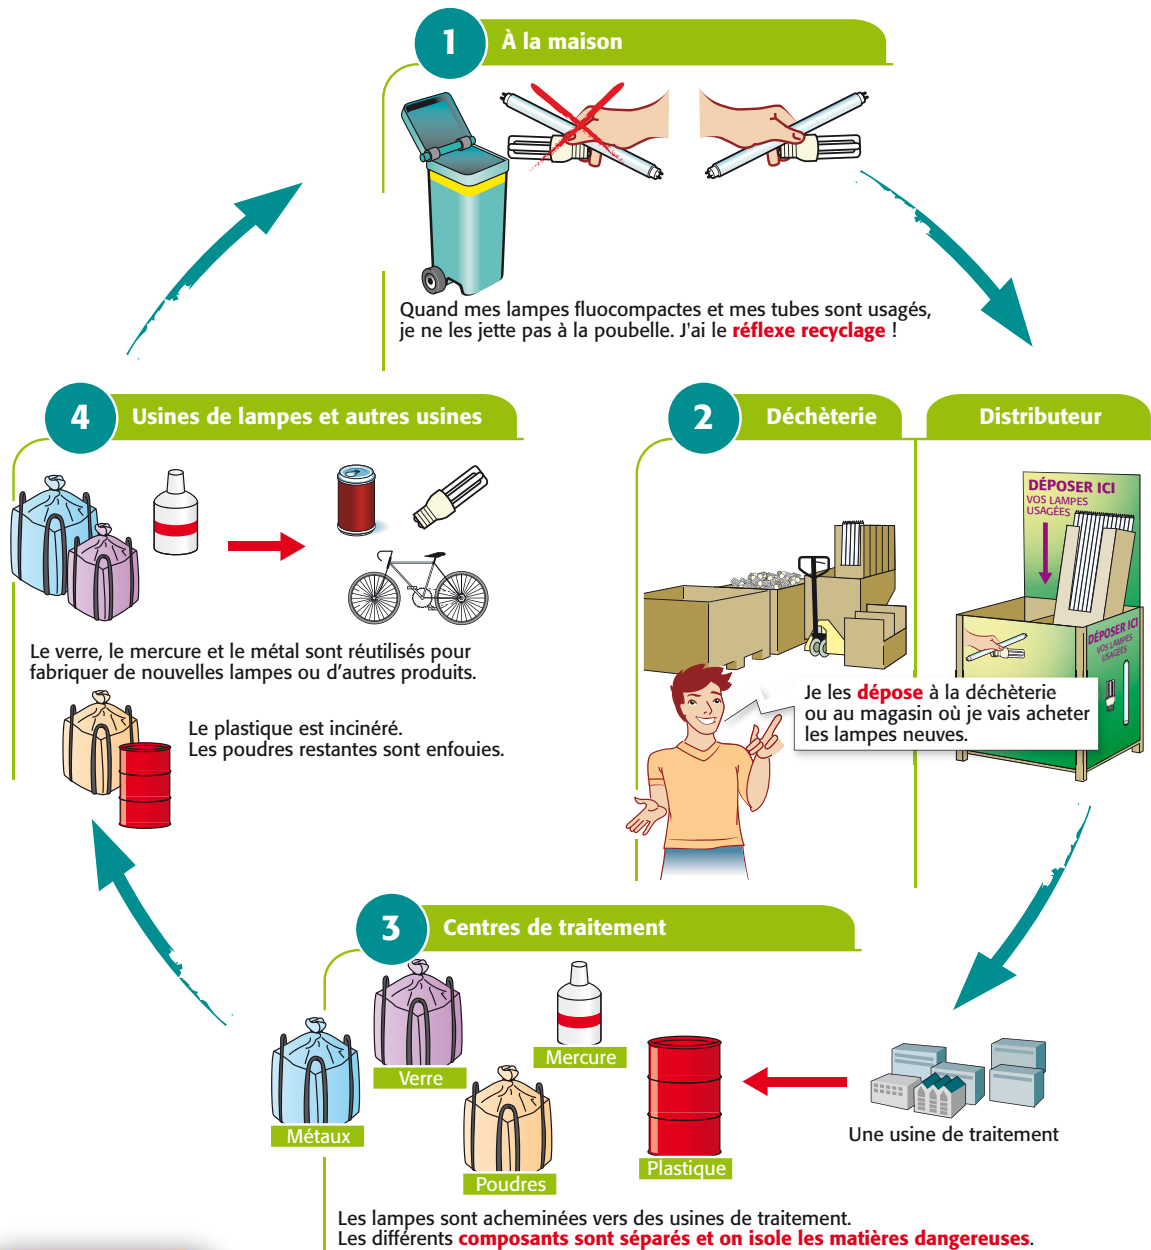 1
À la maison
Quand mes lampes fluocompactes et mes tubes sont usagés,
je ne les jette pas à la poubelle. J'ai le réflexe recyclage !
2
Déchèterie
Distributeur
DÉPOSER ICI
VOS LAMPES
USAGÉES
DÉPOSER ICI
VOS LAMPES
USAGÉES
Je les dépose à la déchèterie
ou au magasin où je vais acheter
les lampes neuves.
3
Centres de traitement
Mercure
Verre
Métaux
Plastique
Poudres
Une usine de traitement
Les lampes sont acheminées vers des usines de traitement.
Les différents composants sont séparés et on isole les matières dangereuses.
4
Usines de lampes et autres usines
Le verre, le mercure et le métal sont réutilisés pour
fabriquer de nouvelles lampes ou d'autres produits.
Le plastique est incinéré.
Les poudres restantes sont enfouies.